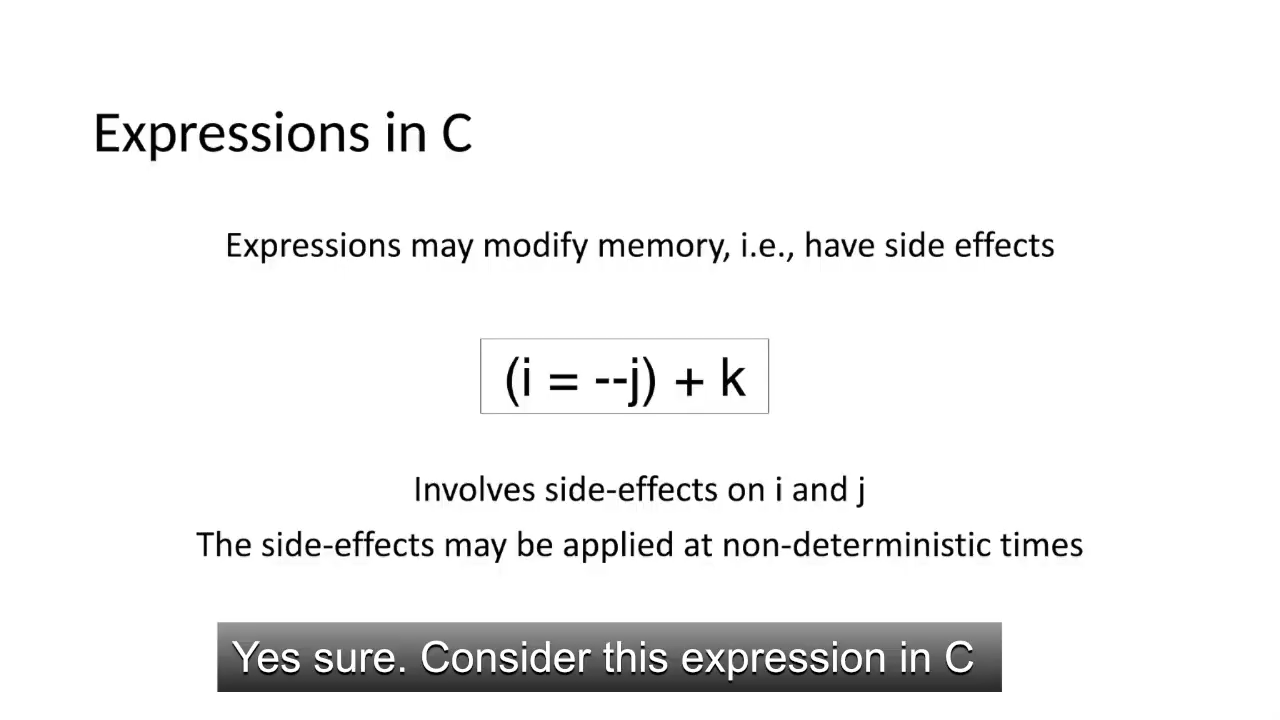 Expressions in C
Expressions may modify memory, i.e., have side effects
(i = --j) + k
Involves side-effects on i and j
The side-effects may be applied at non-deterministic times
Yes sure. Consider this expression in C